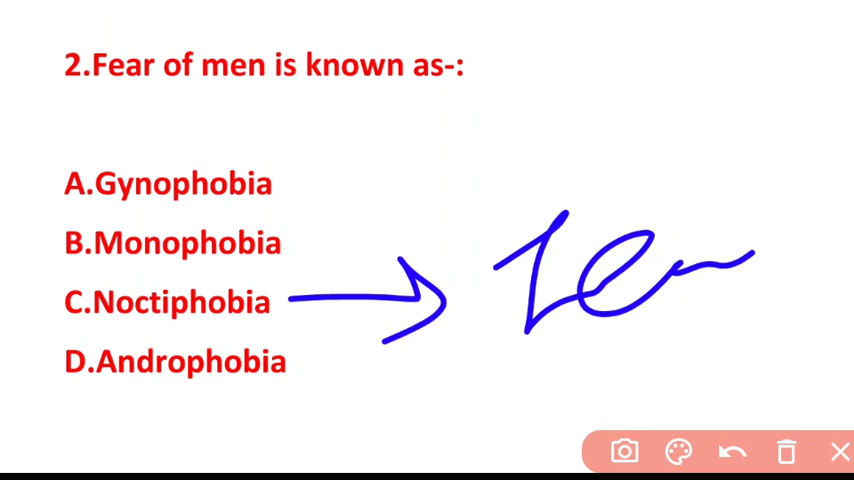 2.Fear of men is known as-:
A.Gynophobia
B.Monophobia
C.Noctiphobia
D.Androphobia